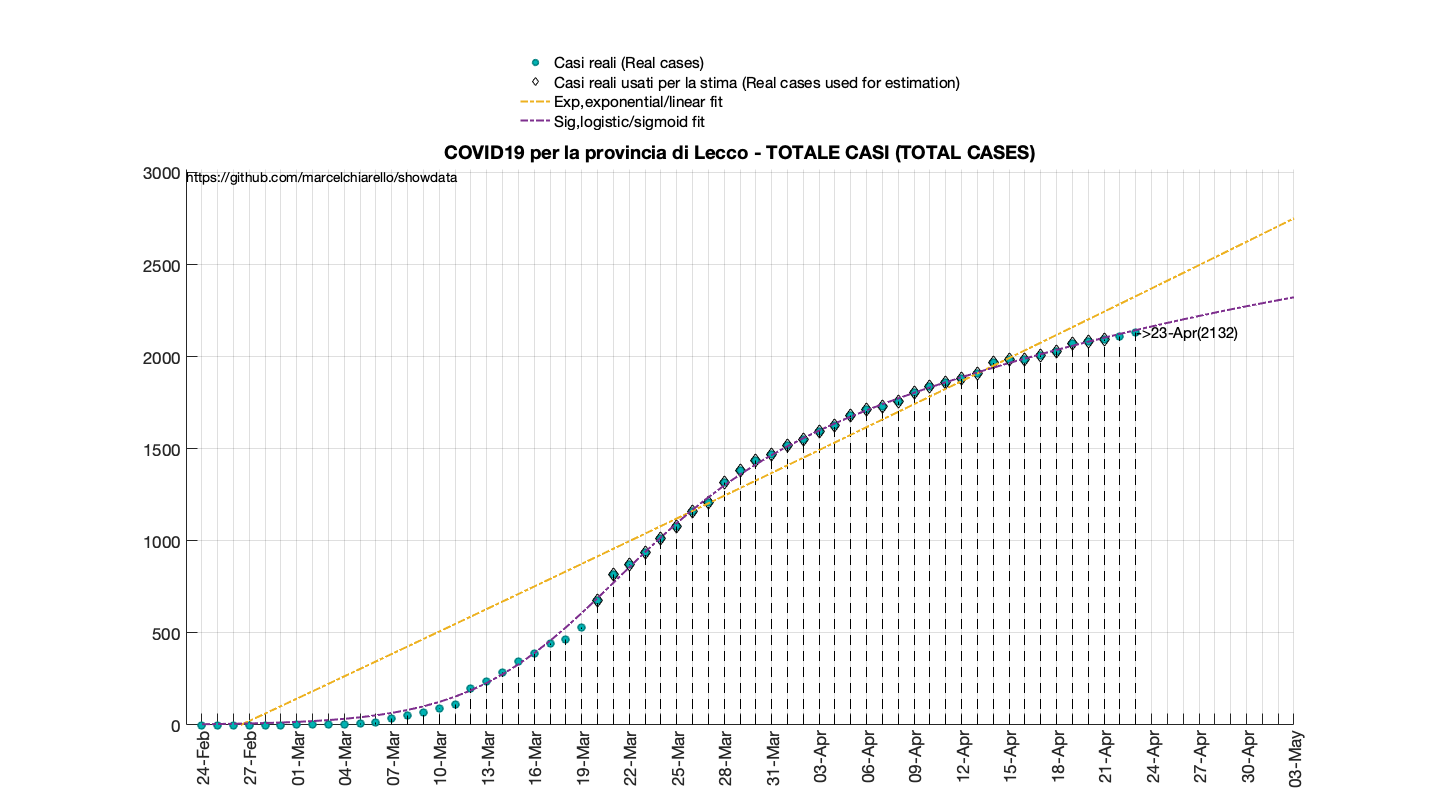 Casi reali (Real cases)
Casi reali usati per la stima (Real cases used for estimation)
Exp,exponential/linear fit
Sig,logistic/sigmoid fit
COVID19 per la provincia di Lecco - TOTALE CASI (TOTAL CASES)
https://github.com/marcelchiarello/showdata
3000
2500
2000
1500
1000
500
0
>23-Apr(2132)
24-Feb
27-Feb
01-Mar
04-Mar
07-Mar
10-Mar
13-Mar
16-Mar
19-Mar
22-Mar
25-Mar
28-Mar
31-Mar
03-Apr
06-Apr
09-Apr
12-Apr
15-Apr
18-Apr
21-Apr
24-Apr
27-Apr
30-Apr
03-May